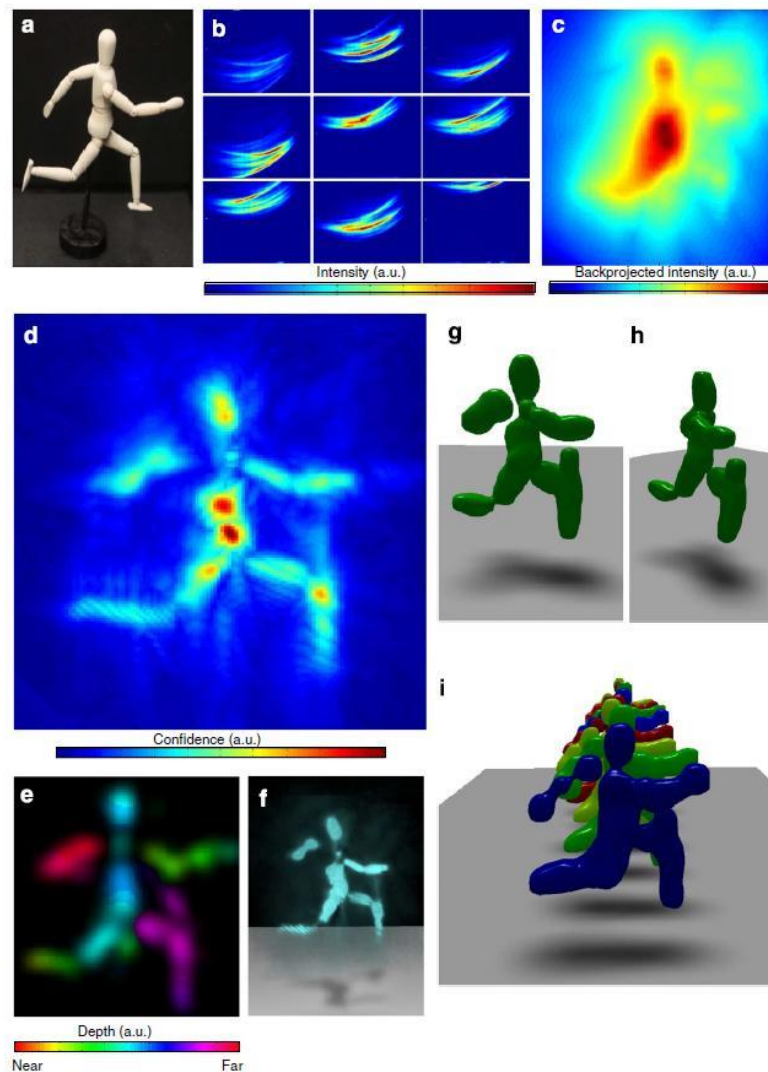 a
b
c
Intensity (a.u.)
Backprojected intensity (a.u.)
d
g
h
Confidence (a.u.)
i
e
f
Depth (a.u.)
Near Far